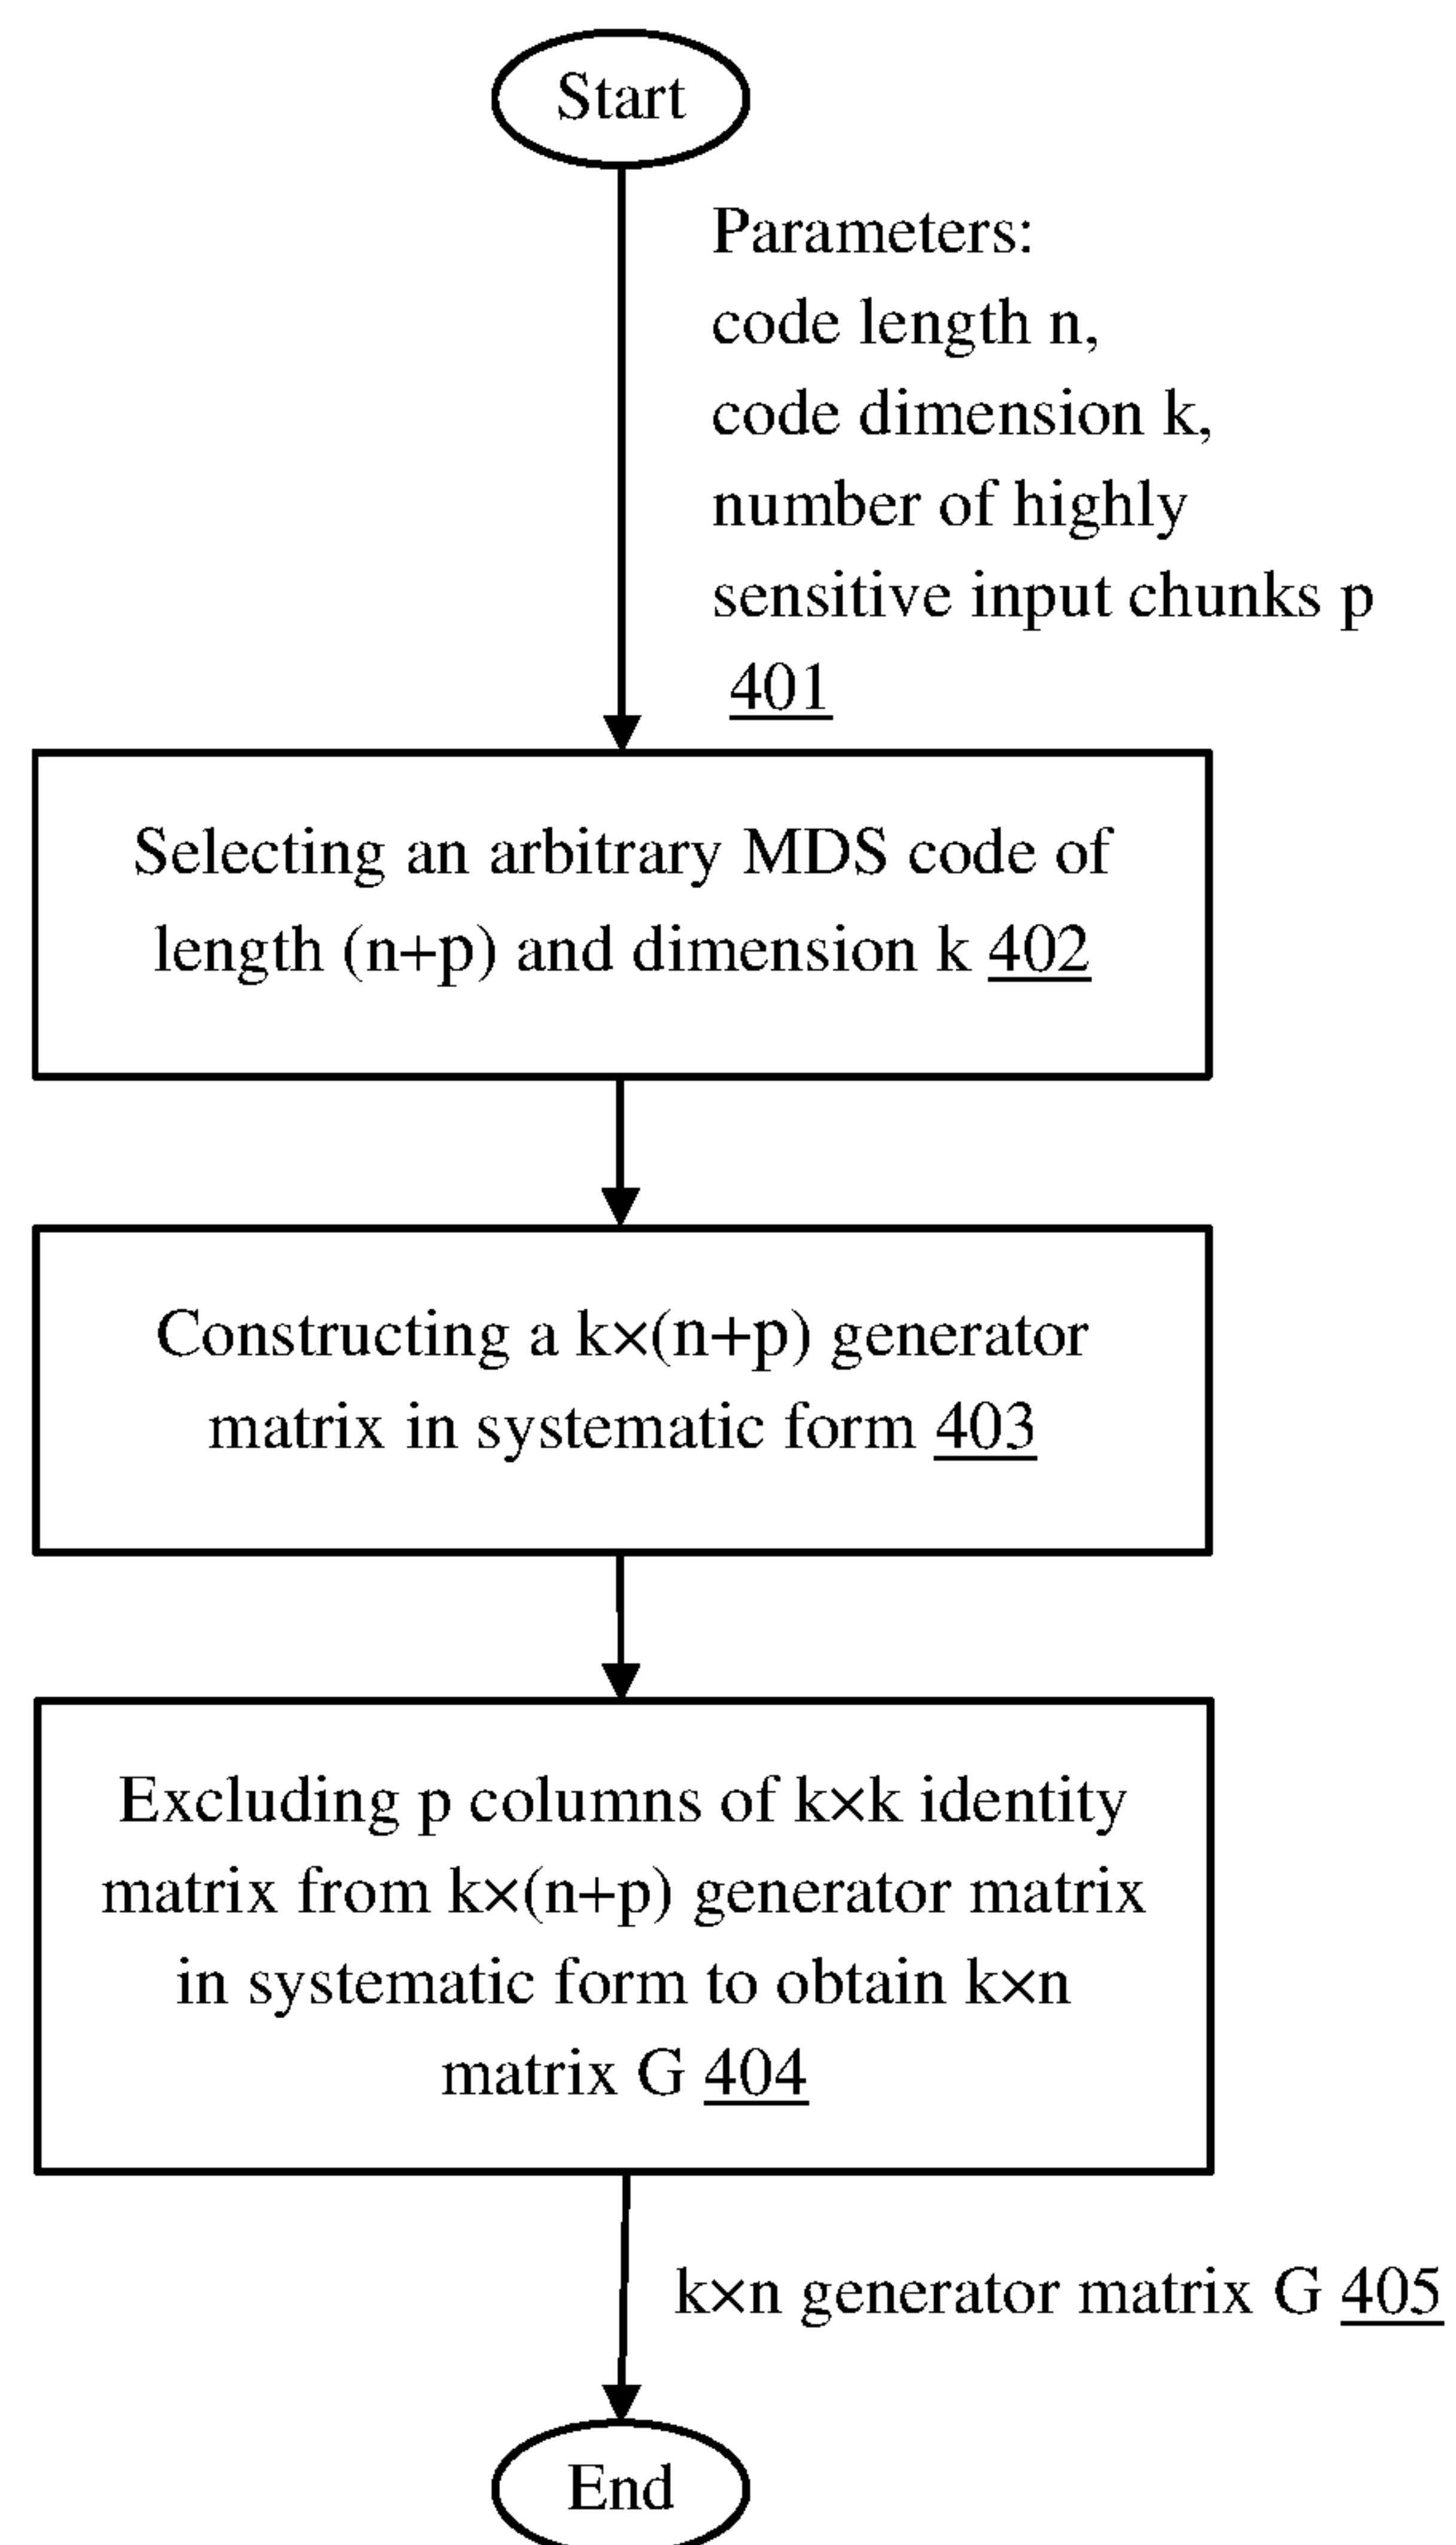 Start
Parameters:
code length n,
code dimension k,
number of highly
sensitive input chunks p
401
Selecting an arbitrary MDS code of
length (n+p) and dimension k 402
Constructing a k×(n+p) generator
matrix in systematic form 403
Excluding p columns of k×k identity
matrix from k×(n+p) generator matrix
in systematic form to obtain k×n
matrix G 404
k×n generator matrix G 405
End